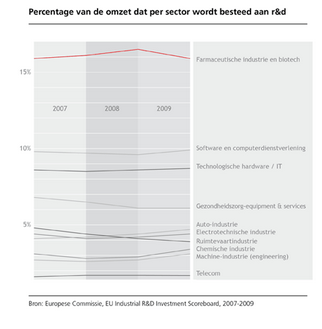 Percentage van de omzet dat per sector wordt besteed aan r&d
15%
Farmaceutische industrie en biotech
2007 2008 2009
10%
Software en computerdienstverlening
Technologische hardware / IT
Gezondheidszorg-equipment & services
5%
Auto-industrie
Electrotechnische industrie
Ruimtevaartindustrie
Chemische industrie
Machine-industrie (engineering)
Telecom
Bron: Europese Commissie, EU Industrial R&D Investment Scoreboard, 2007-2009